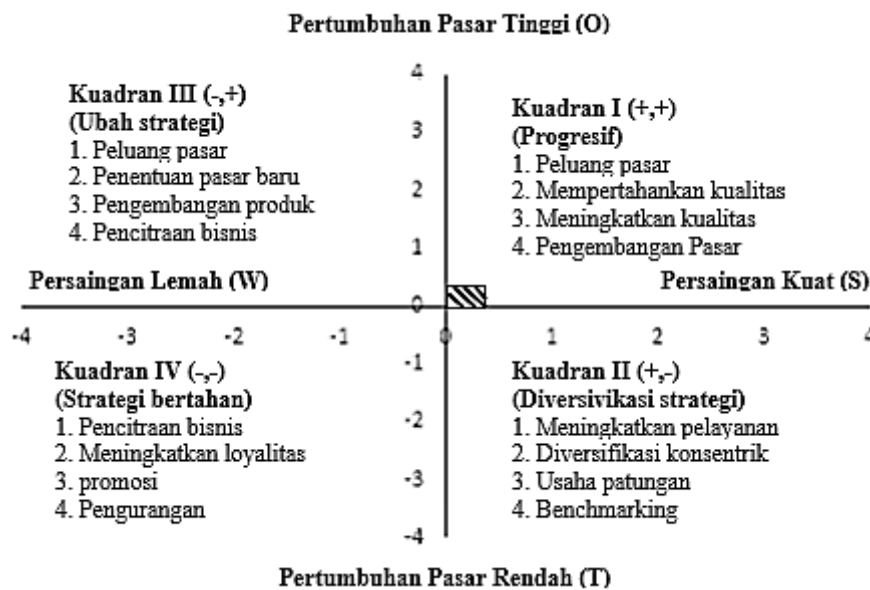 Pertumbuhan Pasar Tinggi (O)
Kuadran III (-,+)
(Ubah strategi)
1. Peluang pasar
2. Penentuan pasar baru
3. Pengembangan produk
4. Pencitraan bisnis
Kuadran I (+,+)
(Progresif)
1. Peluang pasar
2. Mempertahankan kualitas
3. Meningkatkan kualitas
4. Pengembangan Pasar
4
3
2
1
0
Persaingan Lemah (W)
Persaingan Kuat (S)
-4 -3 -2 -1 0 1 2 3 4
-1
-2
-3
-4
Kuadran IV (-,-)
(Strategi bertahan)
1. Pencitraan bisnis
2. Meningkatkan loyalitas
3. promosi
4. Pengurangan
Kuadran II (+,-)
(Diversivikasi strategi)
1. Meningkatkan pelayanan
2. Diversifikasi konsentrik
3. Usaha patungan
4. Benchmarking
Pertumbuhan Pasar Rendah (T)